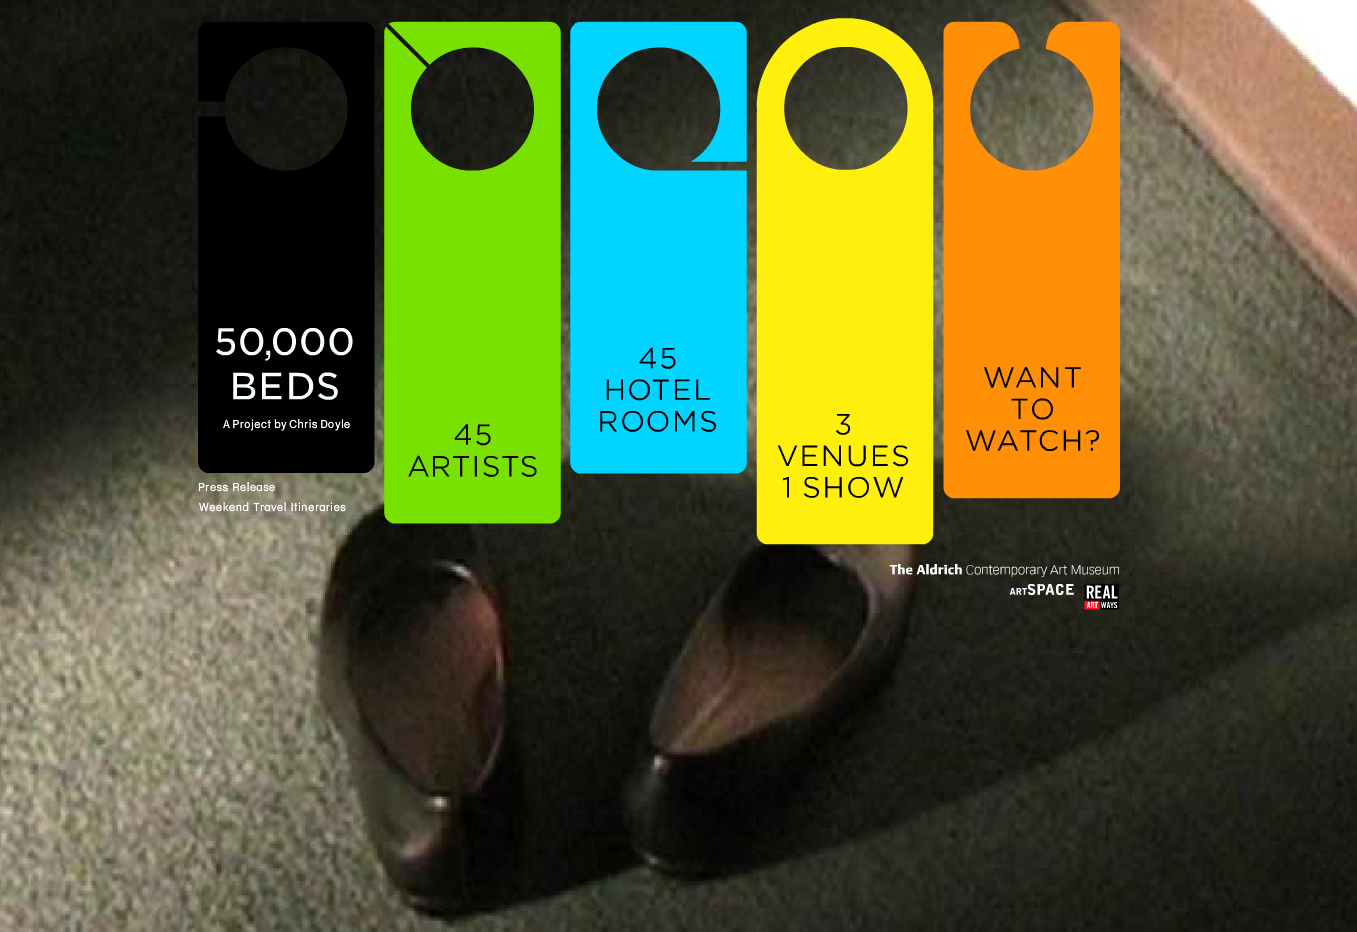 50,000
BEDS
A Project by Chris Doyle
Press Release
Weekend Travel Itineraries
45
ARTISTS
45
HOTEL
ROOMS
3
VENUES
1 SHOW
WANT
TO
WATCH?
The Aldrich Contemporary Art Museum
ARTSPACE
REAL
ART WAYS